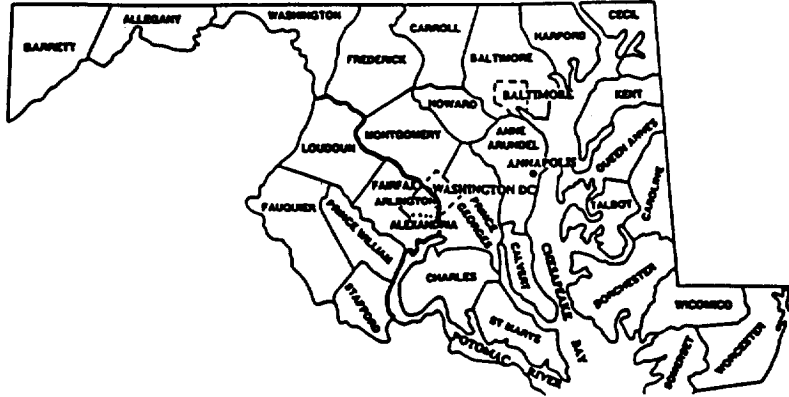 BARRETT
ALLEGANY
WASHINGTON
FREDERICK
CARROLL
BALTIMORE
HARFORD
CECIL
BALTIMORE
HOWARD
KENT
MONTGOMERY
ANNE
ARUNDEL
ANNAPOLIS
QUEEN ANNE'S
LOUDOUN
FAIRFAX
WASHINGTON DC
ARLINGTON
ALEXANDRIA
PRINCE
GEORGES
TALBOT
CAROLINE
FAUQUIER
PRINCE WILLIAM
STAFFORD
CHARLES
CALVERT
CHESAPEAKE
BAY
DORCHESTER
WICOMICO
ST MARYS
POTOMAC
RIVER
SOMERSET
WORCESTER